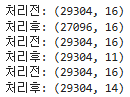 처리전: (29304, 16)
처리후: (27096, 16)
처리전: (29304, 16)
처리후: (29304, 11)
처리전: (29304, 16)
처리후: (29304, 14)